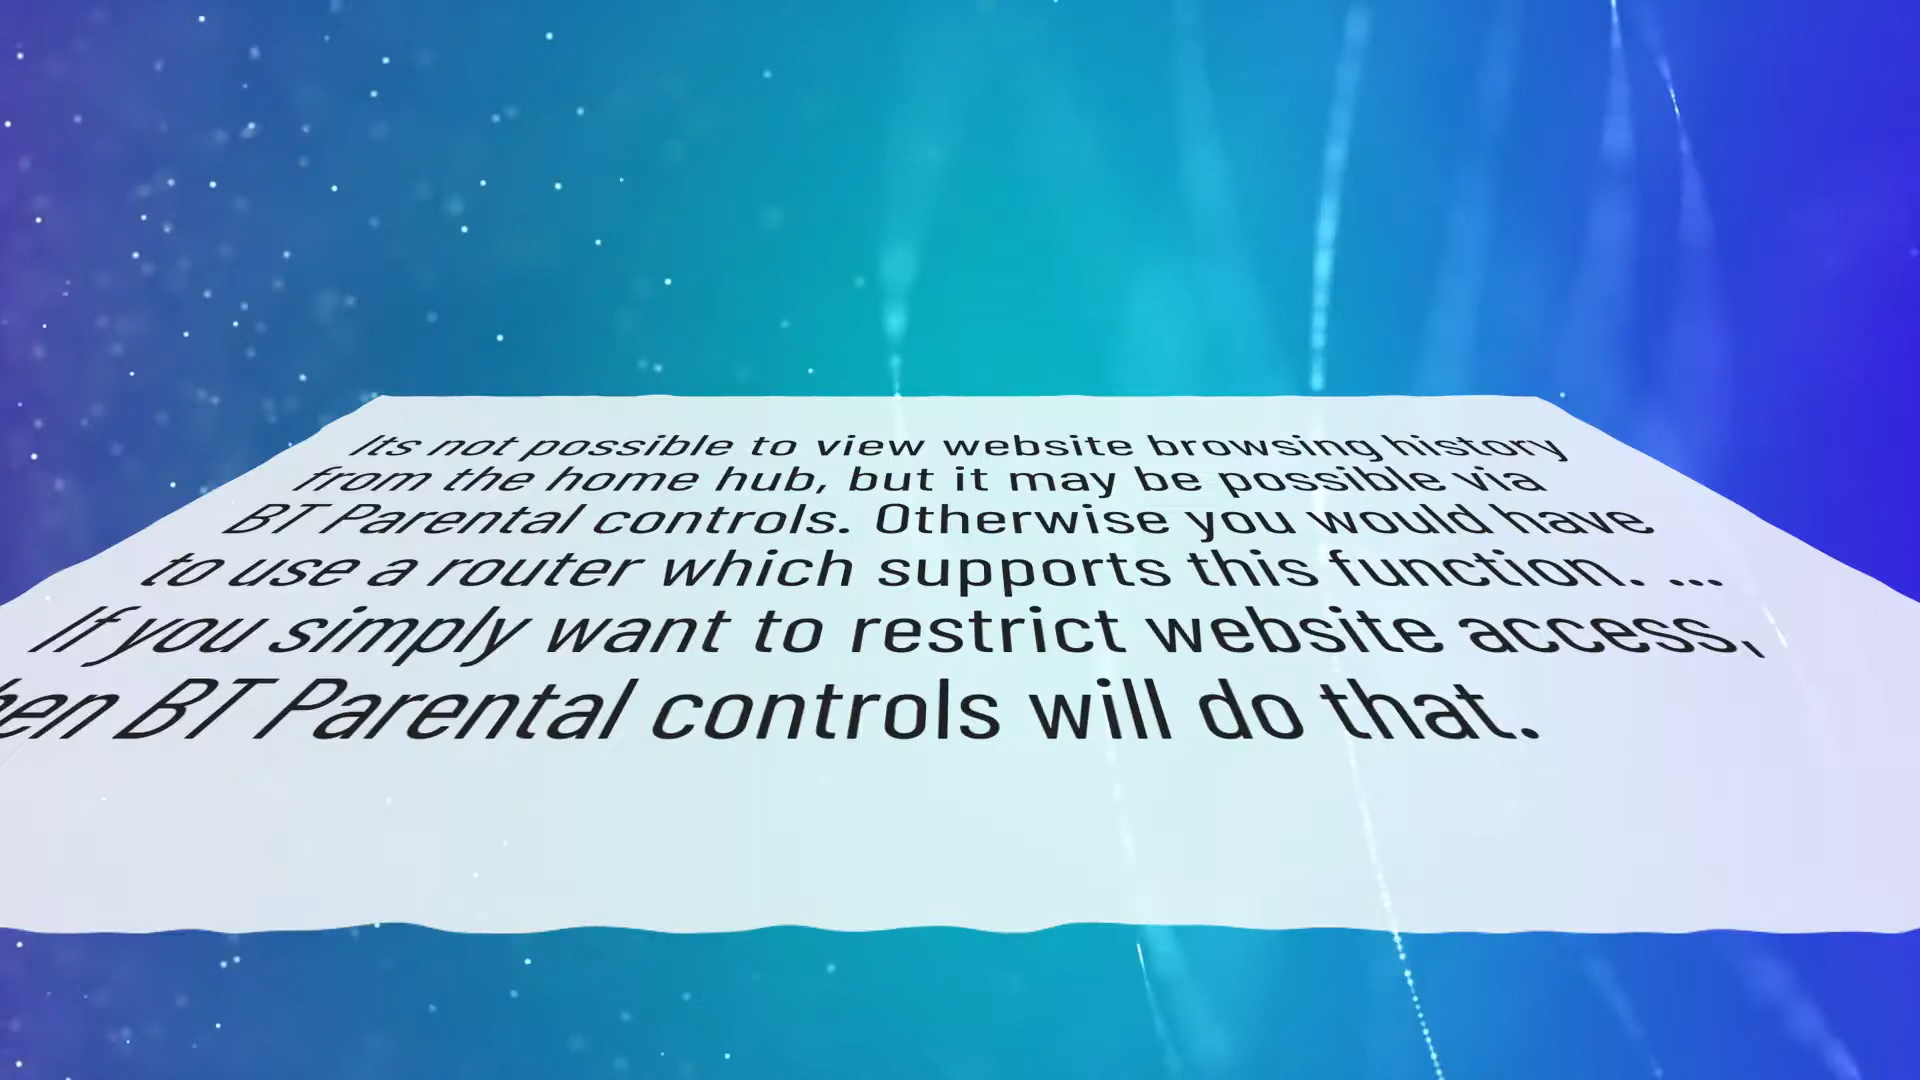 Its not possible to view website browsing history
from the home hub, but it may be possible via
BT Parental controls. Otherwise you would have
to use a router which supports this function. ...
If you simply want to restrict website access,
BT Parental controls will do that.